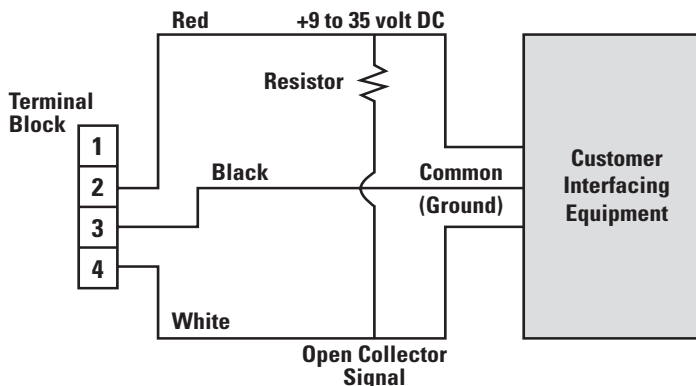 Red
+9 to 35 volt DC
Resistor
Terminal
Block
1
2
3
4
Black
Common
(Ground)
Customer
Interfacing
Equipment
White
Open Collector
Signal